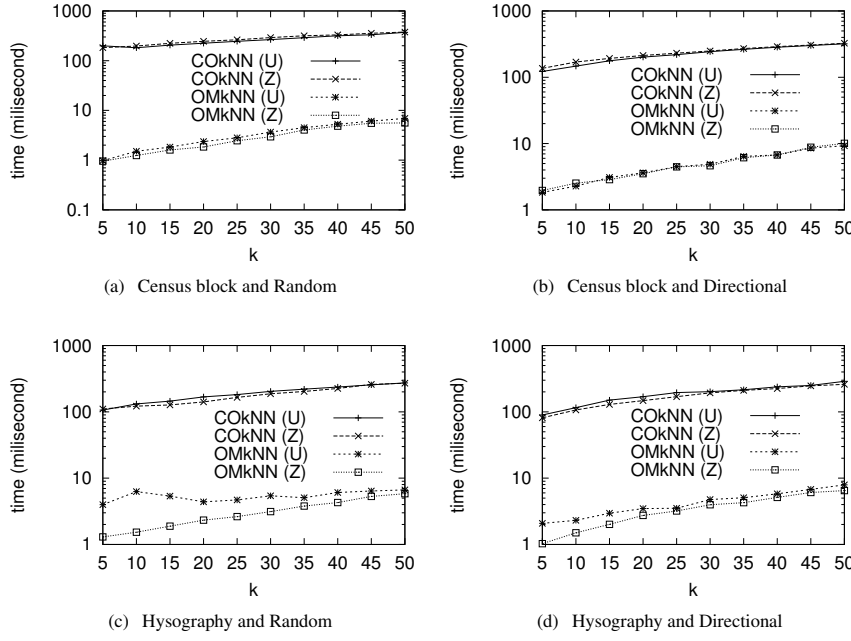 1000
100
10
1
0.1
time (milisecond)
COkNN (U)
COkNN (Z)
OMkNN (U)
OMkNN (Z)
5 10 15 20 25 30 35 40 45 50
k
(a) Census block and Random
1000
100
10
1
time (milisecond)
COkNN (U)
COkNN (Z)
OMkNN (U)
OMkNN (Z)
5 10 15 20 25 30 35 40 45 50
k
(b) Census block and Directional
1000
100
10
1
time (milisecond)
COkNN (U)
COkNN (Z)
OMkNN (U)
OMkNN (Z)
5 10 15 20 25 30 35 40 45 50
k
(c) Hysography and Random
1000
100
10
1
time (milisecond)
COkNN (U)
COkNN (Z)
OMkNN (U)
OMkNN (Z)
5 10 15 20 25 30 35 40 45 50
k
(d) Hysography and Directional